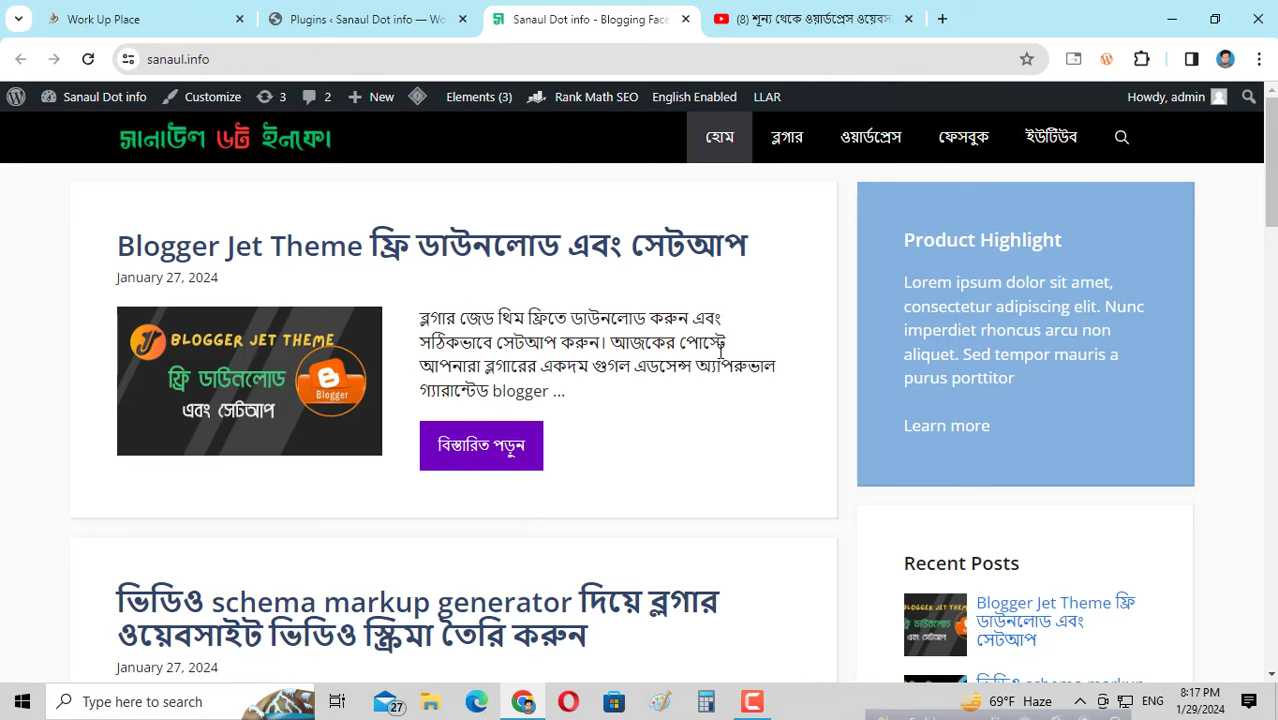 Work Up Place
Plugins ‹ Sanaul Dot info — Wo
Sanaul Dot info - Blogging Face
(8) শূন্য থেকে ওয়ার্ডপ্রেস ওয়েবস
sanaul.info
Sanaul Dot info
Customize
3
2
New
Elements (3)
Rank Math SEO
English Enabled
LLAR
Howdy, admin
সানাউল ডট ইনফো
হোম
ব্লগার
ওয়ার্ডপ্রেস
ফেসবুক
ইউটিউব
Blogger Jet Theme ফ্রি ডাউনলোড এবং সেটআপ
January 27, 2024
BLOGGER JET THEME
ফ্রি ডাউনলোড
এবং সেটআপ
Blogger
ব্লগার জেড থিম ফ্রিতে ডাউনলোড করুন এবং
সঠিকভাবে সেটআপ করুন। আজকের পোস্টে
আপনারা ব্লগারের একদম গুগল এডসেন্স অ্যাপরুভাল
গ্যারান্টেড blogger ...
বিস্তারিত পড়ুন
ভিডিও schema markup generator দিয়ে ব্লগার
ওয়েবসাইট ভিডিও স্ক্রিমা তৈরি করুন
January 27, 2024
Product Highlight
Lorem ipsum dolor sit amet,
consectetur adipiscing elit. Nunc
imperdiet rhoncus arcu non
aliquet. Sed tempor mauris a
purus porttitor
Learn more
Recent Posts
Blogger Jet Theme ফ্রি
ডাউনলোড এবং
সেটআপ
ভিডিও schema markup
Type here to search
27
69°F Haze
ENG
8:17 PM
1/29/2024